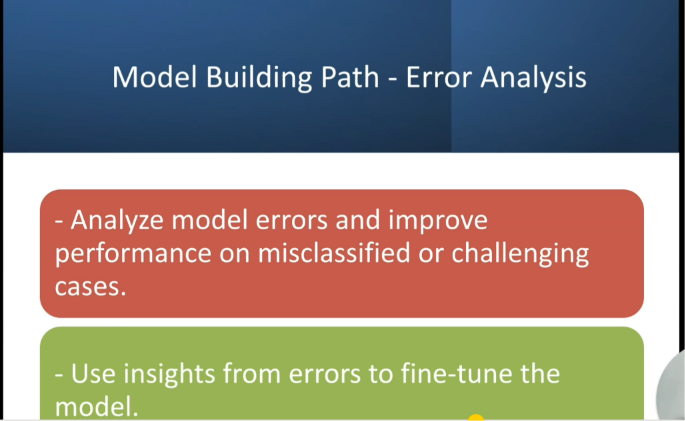 Model Building Path - Error Analysis
- Analyze model errors and improve
performance on misclassified or challenging
cases.
- Use insights from errors to fine-tune the
model.